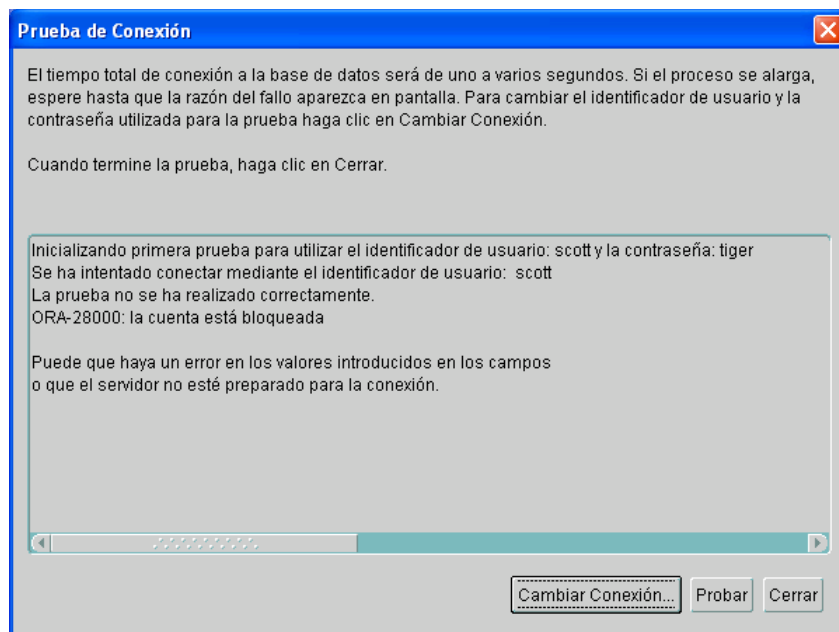 Prueba de Conexión
El tiempo total de conexión a la base de datos será de uno a varios segundos. Si el proceso se alarga,
espere hasta que la razón del fallo aparezca en pantalla. Para cambiar el identificador de usuario y la
contraseña utilizada para la prueba haga clic en Cambiar Conexión.
Cuando termine la prueba, haga clic en Cerrar.
Inicializando primera prueba para utilizar el identificador de usuario: scott y la contraseña: tiger
Se ha intentado conectar mediante el identificador de usuario:  scott
La prueba no se ha realizado correctamente.
ORA-28000: la cuenta está bloqueada
Puede que haya un error en los valores introducidos en los campos
o que el servidor no esté preparado para la conexión.
Cambiar Conexión... Probar Cerrar